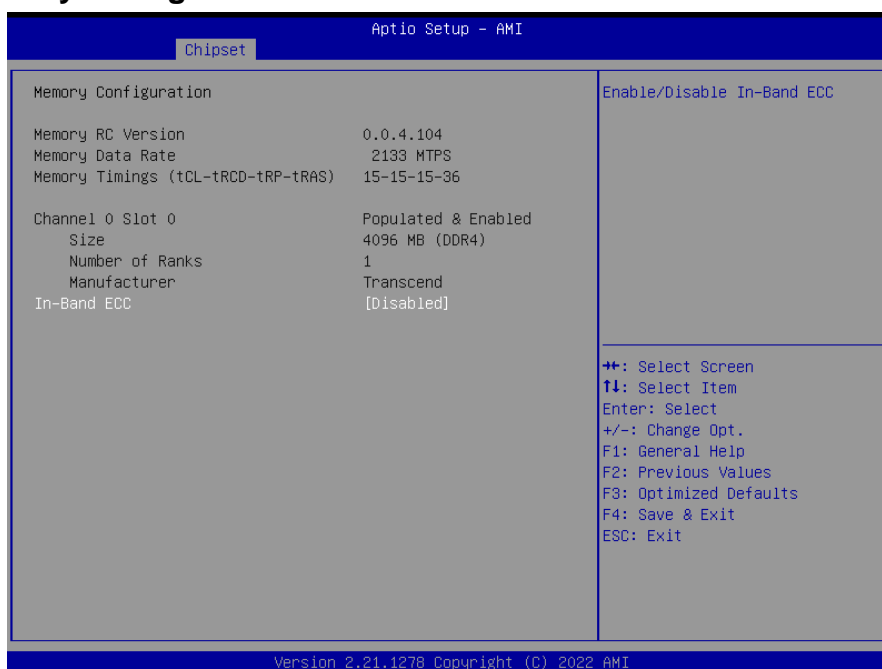 Aptio Setup – AMI
Chipset
Memory Configuration
Memory RC Version 0.0.4.104
Memory Data Rate 2133 MTPS
Memory Timings (tCL-tRCD-tRP-tRAS) 15-15-15-36
Channel 0 Slot 0 Populated & Enabled
Size 4096 MB (DDR4)
Number of Ranks 1
Manufacturer Transcend
In-Band ECC [Disabled]
Enable/Disable In-Band ECC
→←: Select Screen
↑↓: Select Item
Enter: Select
+/-: Change Opt.
F1: General Help
F2: Previous Values
F3: Optimized Defaults
F4: Save & Exit
ESC: Exit
Version 2.21.1278 Copyright (C) 2022 AMI